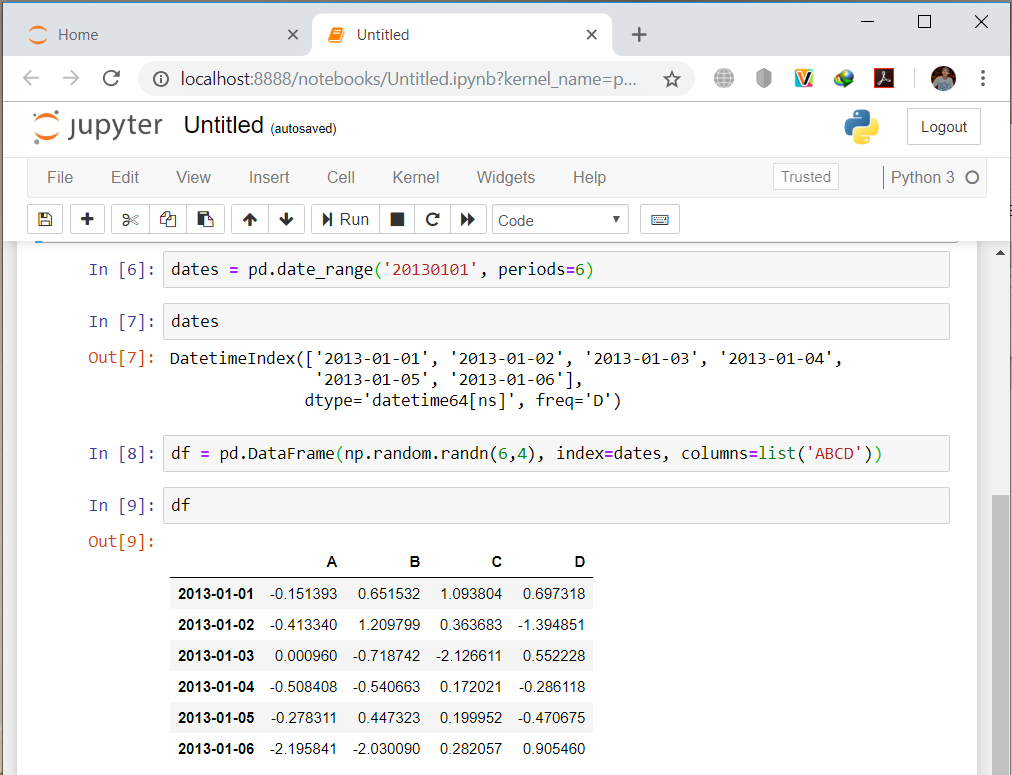 Home
Untitled
localhost:8888/notebooks/Untitled.ipynb?kernel_name=p...
jupyter Untitled (autosaved)
Logout
File Edit View Insert Cell Kernel Widgets Help Trusted Python 3
Run Code
In [6]: dates = pd.date_range('20130101', periods=6)
In [7]: dates
Out[7]: DatetimeIndex(['2013-01-01', '2013-01-02', '2013-01-03', '2013-01-04',
'2013-01-05', '2013-01-06'],
dtype='datetime64[ns]', freq='D')
In [8]: df = pd.DataFrame(np.random.randn(6,4), index=dates, columns=list('ABCD'))
In [9]: df
Out[9]:
A B C D
2013-01-01 -0.151393 0.651532 1.093804 0.697318
2013-01-02 -0.413340 1.209799 0.363683 -1.394851
2013-01-03 0.000960 -0.718742 -2.126611 0.552228
2013-01-04 -0.508408 -0.540663 0.172021 -0.286118
2013-01-05 -0.278311 0.447323 0.199952 -0.470675
2013-01-06 -2.195841 -2.030090 0.282057 0.905460